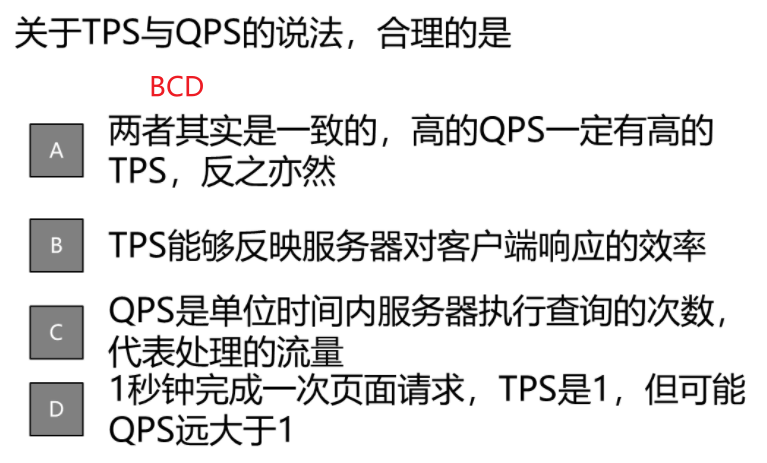 关于TPS与QPS的说法，合理的是
BCD
A
两者其实是一致的，高的QPS一定有高的
TPS，反之亦然
B
TPS能够反映服务器对客户端响应的效率
C
QPS是单位时间内服务器执行查询的次数，
代表处理的流量
D
1秒钟完成一次页面请求，TPS是1，但可能
QPS远大于1